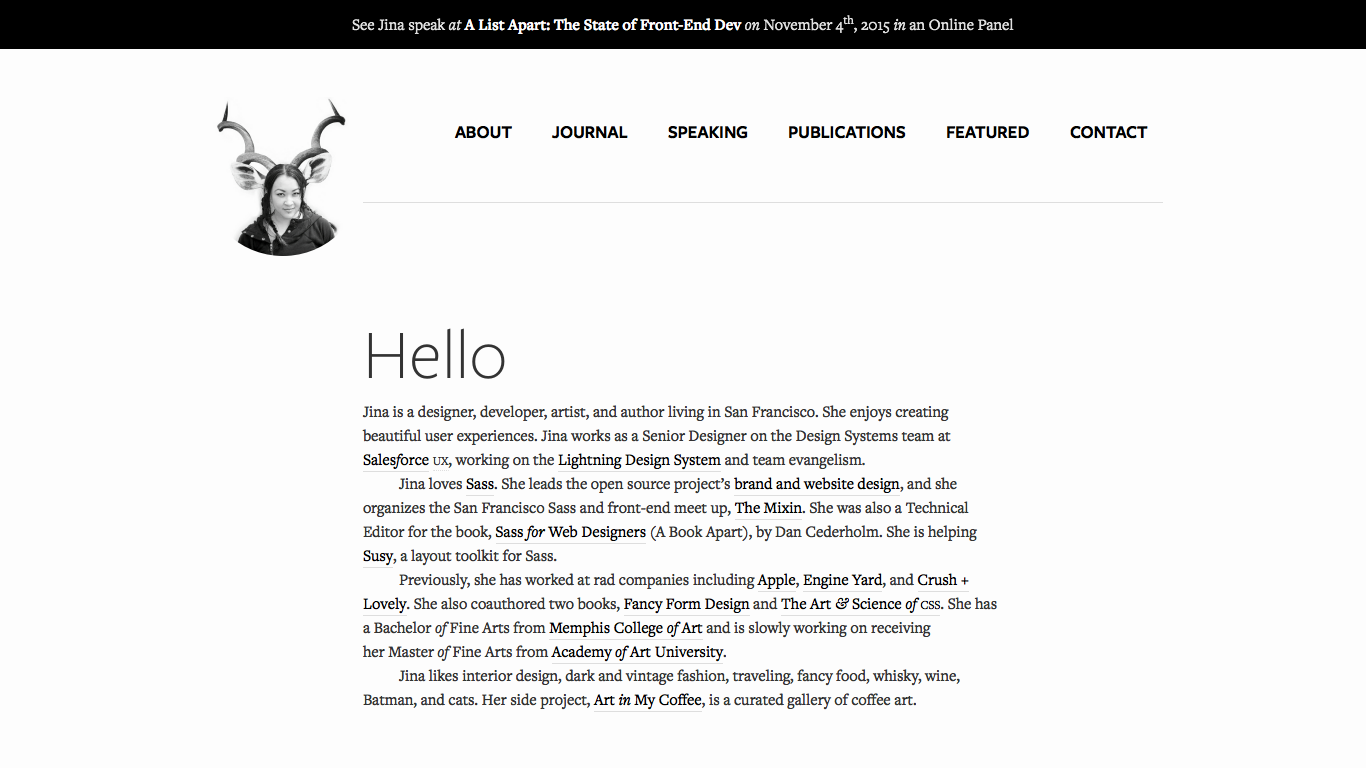 See Jina speak at A List Apart: The State of Front-End Dev on November 4th, 2015 in an Online Panel
ABOUT JOURNAL SPEAKING PUBLICATIONS FEATURED CONTACT
Hello
Jina is a designer, developer, artist, and author living in San Francisco. She enjoys creating
beautiful user experiences. Jina works as a Senior Designer on the Design Systems team at
Salesforce UX, working on the Lightning Design System and team evangelism.
Jina loves Sass. She leads the open source project’s brand and website design, and she
organizes the San Francisco Sass and front-end meet up, The Mixin. She was also a Technical
Editor for the book, Sass for Web Designers (A Book Apart), by Dan Cederholm. She is helping
Susy, a layout toolkit for Sass.
Previously, she has worked at rad companies including Apple, Engine Yard, and Crush +
Lovely. She also coauthored two books, Fancy Form Design and The Art & Science of CSS. She has
a Bachelor of Fine Arts from Memphis College of Art and is slowly working on receiving
her Master of Fine Arts from Academy of Art University.
Jina likes interior design, dark and vintage fashion, traveling, fancy food, whisky, wine,
Batman, and cats. Her side project, Art in My Coffee, is a curated gallery of coffee art.